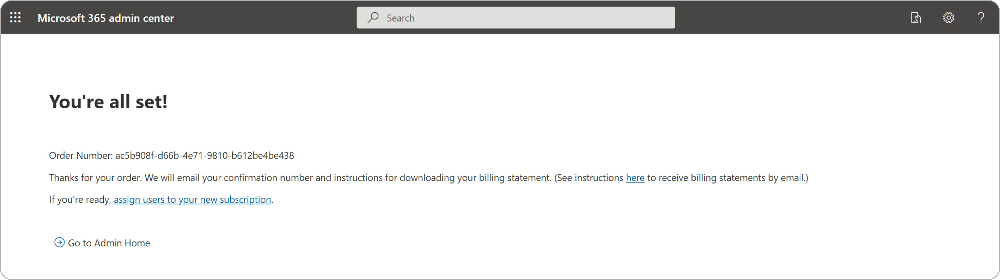 Microsoft 365 admin center
Search
?
You're all set!
Order Number: ac5b908f-d66b-4e71-9810-b612be4be438
Thanks for your order. We will email your confirmation number and instructions for downloading your billing statement. (See instructions here to receive billing statements by email.)
If you're ready, assign users to your new subscription.
Go to Admin Home